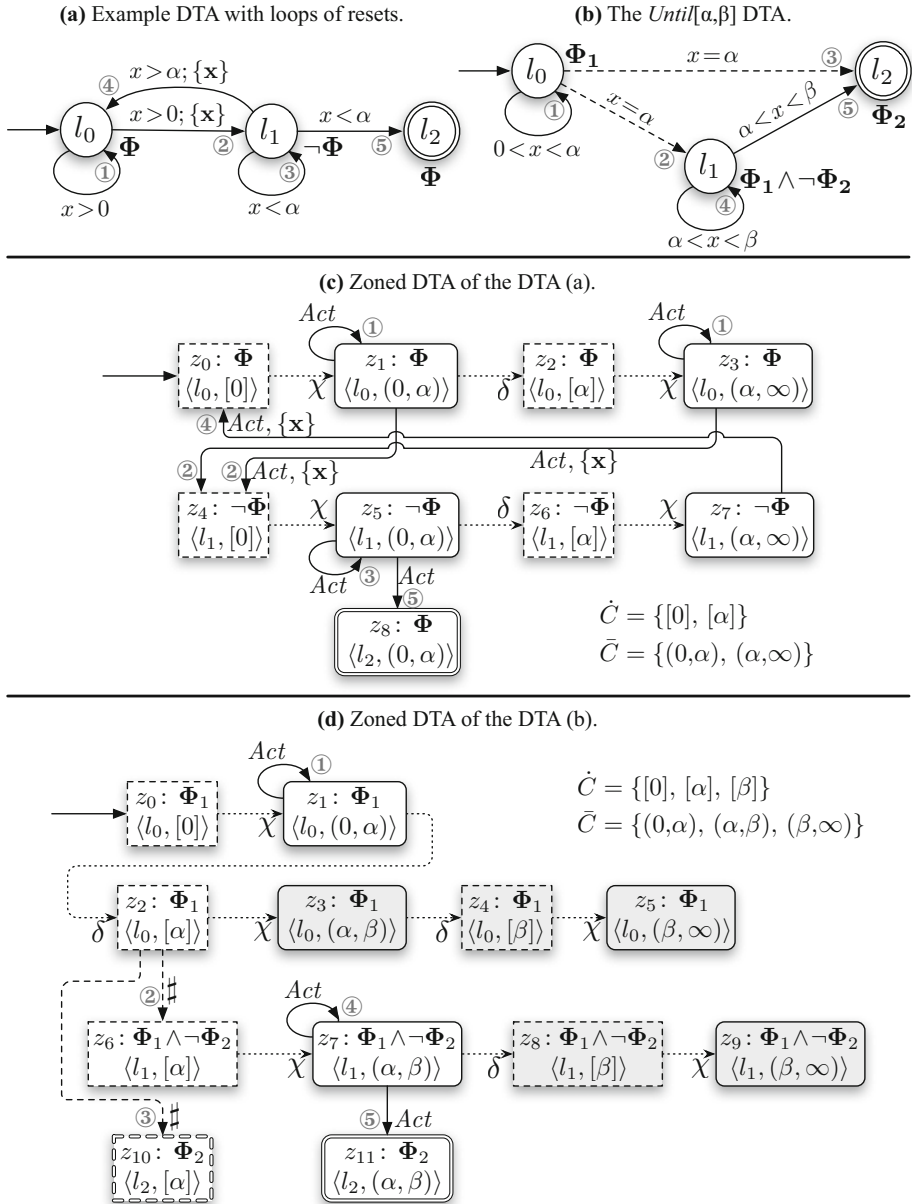 (a) Example DTA with loops of resets.
x > α; {x}
④
l₀
x > 0; {x}
l₁
x < α
l₂
Φ
②
¬Φ
⑤
①
③
Φ
x > 0
x < α
(b) The Until[α,β] DTA.
Φ₁
x = α
③
l₀
l₂
①
x = α
α < x < β
⑤
Φ₂
0 < x < α
②
l₁
Φ₁ ∧ ¬Φ₂
④
α < x < β
(c) Zoned DTA of the DTA (a).
Act ① Act ①
z₀: Φ z₁: Φ z₂: Φ z₃: Φ
⟨l₀, [0]⟩ χ ⟨l₀, (0, α)⟩ δ ⟨l₀, [α]⟩ χ ⟨l₀, (α, ∞)⟩
④ Act, {x}
② ② Act, {x} Act, {x}
z₄: ¬Φ χ z₅: ¬Φ δ z₆: ¬Φ χ z₇: ¬Φ
⟨l₁, [0]⟩ ⟨l₁, (0, α)⟩ ⟨l₁, [α]⟩ ⟨l₁, (α, ∞)⟩
Act ③ Act
⑤
z₈: Φ
⟨l₂, (0, α)⟩
Ċ = {[0], [α]}
C̄ = {(0,α), (α,∞)}
(d) Zoned DTA of the DTA (b).
Act ①
z₀: Φ₁ z₁: Φ₁
⟨l₀, [0]⟩ χ ⟨l₀, (0, α)⟩
Ċ = {[0], [α], [β]}
C̄ = {(0,α), (α,β), (β,∞)}
z₂: Φ₁ z₃: Φ₁ z₄: Φ₁ z₅: Φ₁
δ ⟨l₀, [α]⟩ χ ⟨l₀, (α, β)⟩ δ ⟨l₀, [β]⟩ χ ⟨l₀, (β, ∞)⟩
② ♯ Act ④
z₆: Φ₁∧¬Φ₂ z₇: Φ₁∧¬Φ₂ z₈: Φ₁∧¬Φ₂ z₉: Φ₁∧¬Φ₂
⟨l₁, [α]⟩ χ ⟨l₁, (α, β)⟩ δ ⟨l₁, [β]⟩ χ ⟨l₁, (β, ∞)⟩
③ ♯ ⑤ Act
z₁₀: Φ₂ z₁₁: Φ₂
⟨l₂, [α]⟩ ⟨l₂, (α, β)⟩